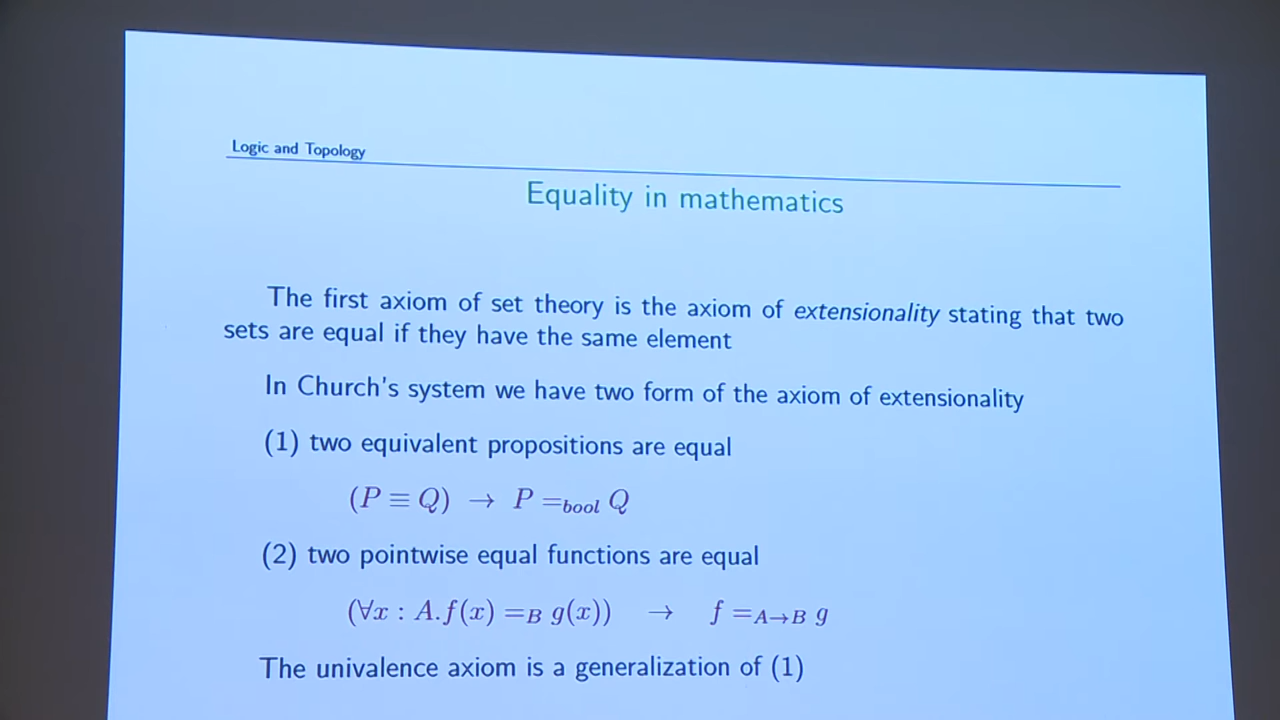 Logic and Topology
Equality in mathematics
The first axiom of set theory is the axiom of extensionality stating that two
sets are equal if they have the same element
In Church's system we have two form of the axiom of extensionality
(1) two equivalent propositions are equal
(P ≡ Q) → P =bool Q
(2) two pointwise equal functions are equal
(∀x : A.f(x) =B g(x)) → f =A→B g
The univalence axiom is a generalization of (1)